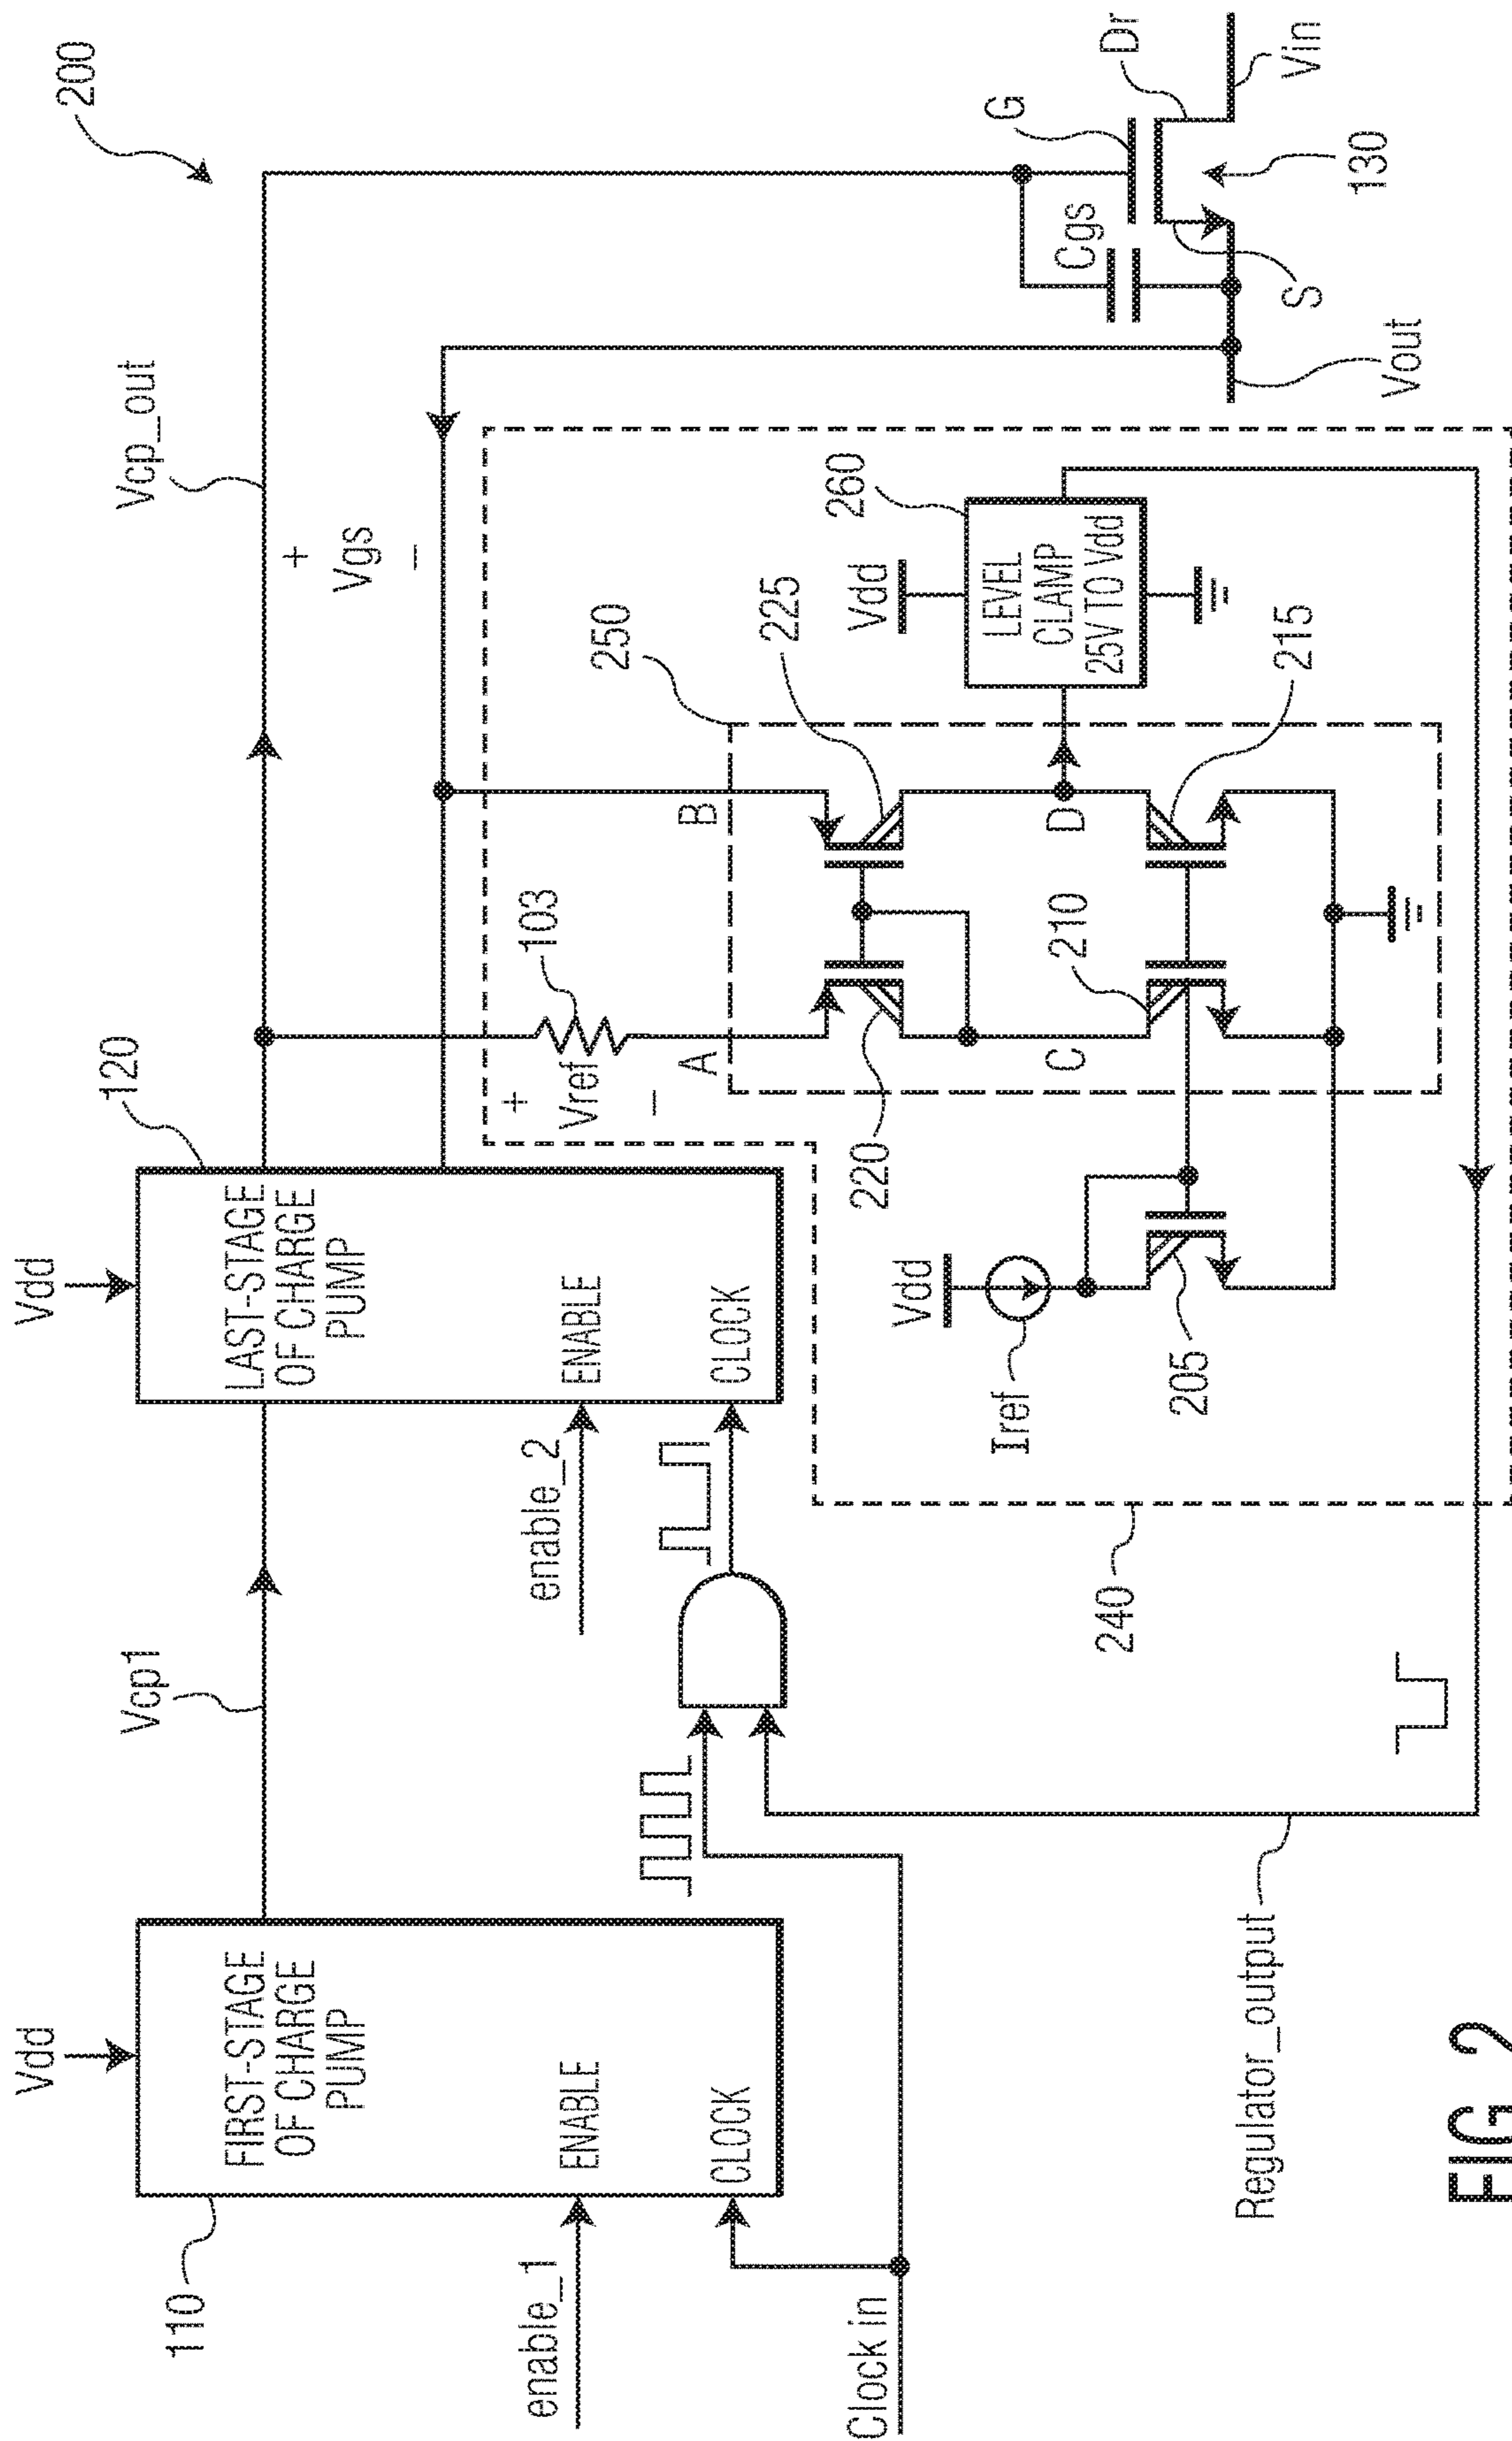 200
Vdd
Vdd
110
FIRST-STAGE
OF CHARGE
PUMP
ENABLE
CLOCK
enable_1
Clock in
Vcp1
120
LAST-STAGE
OF CHARGE
PUMP
ENABLE
CLOCK
enable_2
Vcp_out
+
Vgs
−
+
Vref
−
103
A
B
250
220
225
C
D
210
215
Vdd
Iref
205
240
Vdd
260
LEVEL
CLAMP
25V TO Vdd
Cgs
G
Dr
S
130
Vin
Vout
Regulator_output
FIG. 2